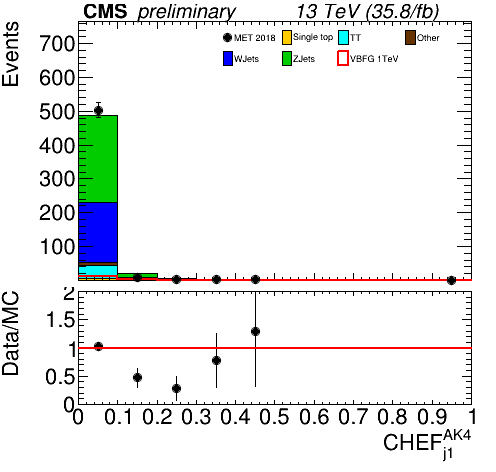 CMS preliminary 13 TeV (35.8/fb)
Events
MET 2018 Single top TT Other
WJets ZJets VBFG 1TeV
700
600
500
400
300
200
100
Data/MC
2
1.5
1
0.5
0
0 0.1 0.2 0.3 0.4 0.5 0.6 0.7 0.8 0.9 1
CHEF^{AK4}_{j1}